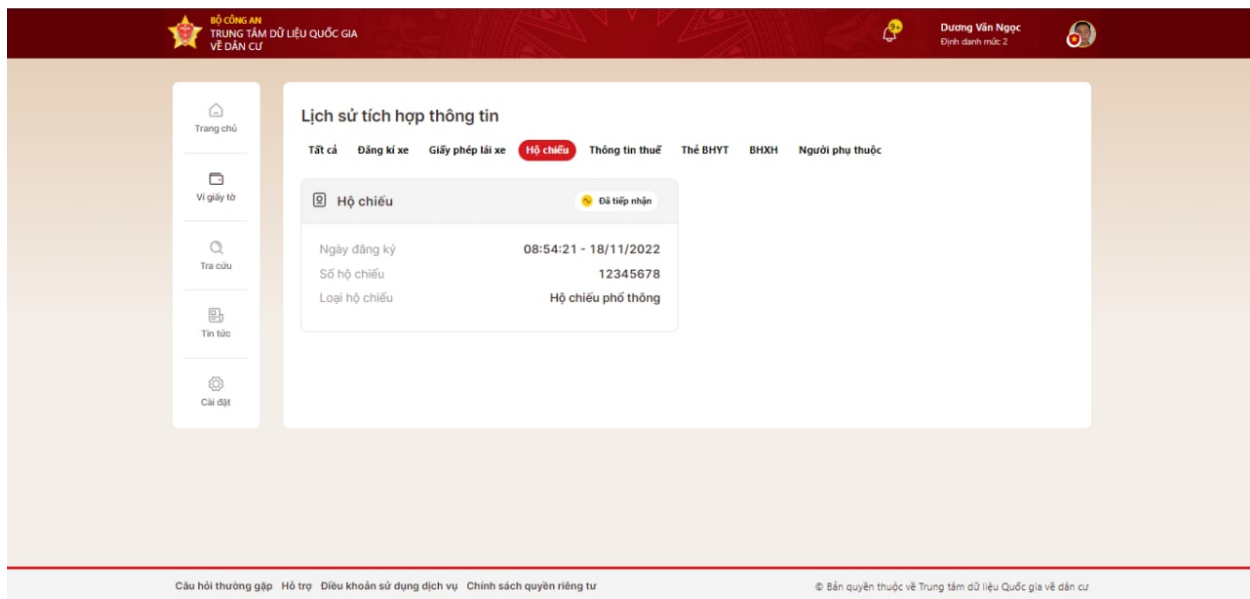 BỘ CÔNG AN
TRUNG TÂM DỮ LIỆU QUỐC GIA
VỀ DÂN CƯ
9+
Dương Văn Ngọc
Định danh mức 2
Trang chủ
Ví giấy tờ
Tra cứu
Tin tức
Cài đặt
Lịch sử tích hợp thông tin
Tất cả Đăng kí xe Giấy phép lái xe Hộ chiếu Thông tin thuế Thẻ BHYT BHXH Người phụ thuộc
Hộ chiếu Đã tiếp nhận
Ngày đăng ký 08:54:21 - 18/11/2022
Số hộ chiếu 12345678
Loại hộ chiếu Hộ chiếu phổ thông
Câu hỏi thường gặp Hỗ trợ Điều khoản sử dụng dịch vụ Chính sách quyền riêng tư
© Bản quyền thuộc về Trung tâm dữ liệu Quốc gia về dân cư